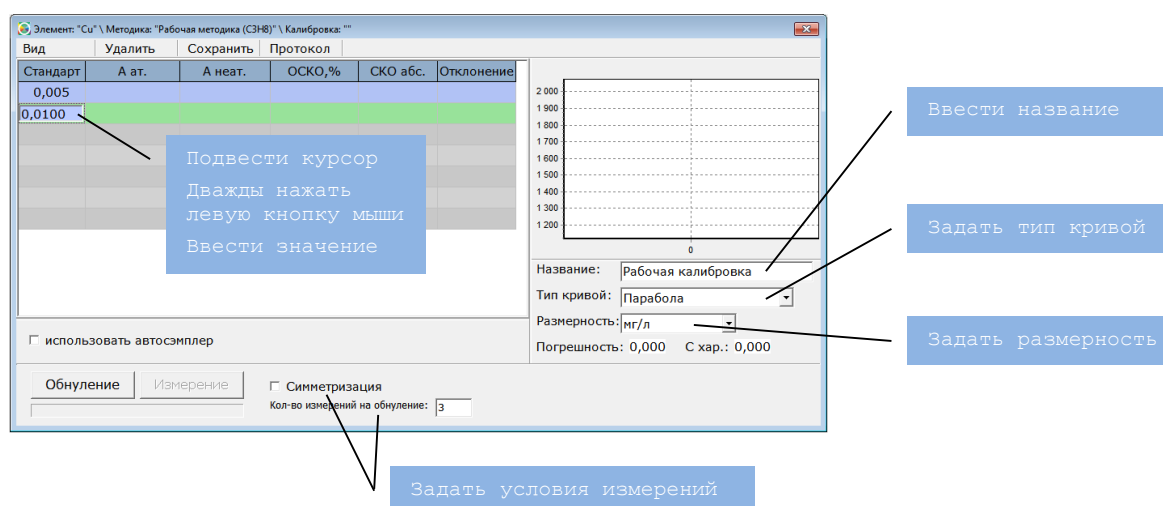 Элемент: "Cu" \ Методика: "Рабочая методика (C3H8)" \ Калибровка: ""
Вид Удалить Сохранить Протокол
Стандарт А ат. А неат. ОСКО,% СКО абс. Отклонение
0,005
0,0100
Подвести курсор
Дважды нажать
левую кнопку мыши
Ввести значение
2 000
1 900
1 800
1 700
1 600
1 500
1 400
1 300
1 200
0
Ввести название
Задать тип кривой
Задать размерность
Название: Рабочая калибровка
Тип кривой: Парабола
Размерность: мг/л
Погрешность: 0,000 С хар.: 0,000
использовать автосэмплер
Обнуление Измерение Симметризация
Кол-во измерений на обнуление: 3
Задать условия измерений